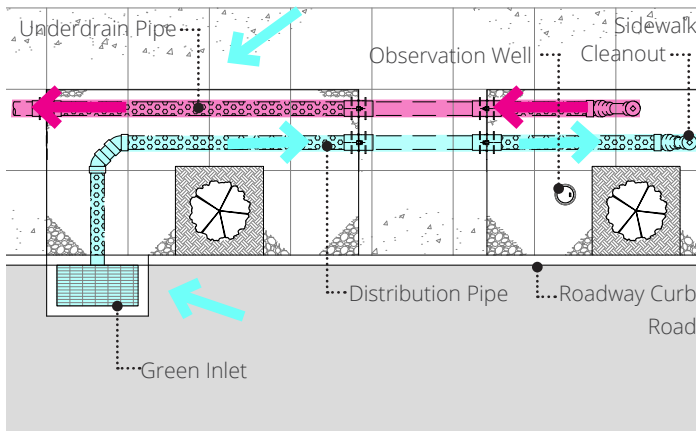 Underdrain Pipe
Sidewalk
Observation Well
Cleanout
Distribution Pipe
Roadway Curb
Road
Green Inlet